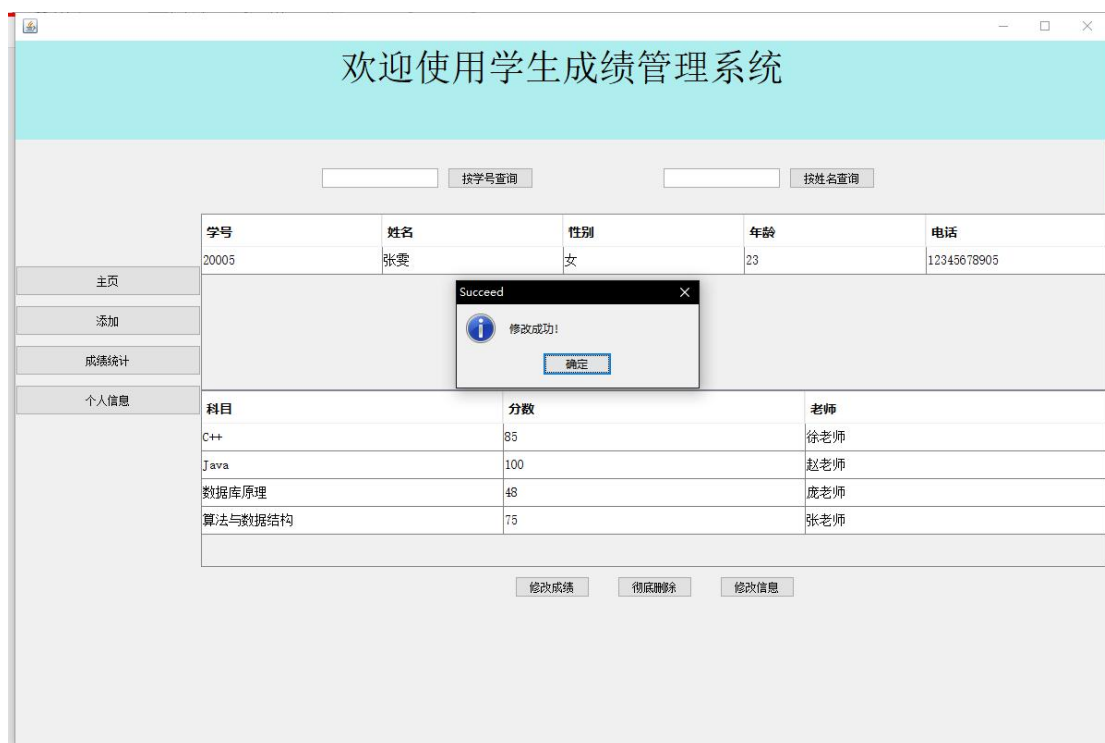 欢迎使用学生成绩管理系统
按学号查询 按姓名查询
学号 姓名 性别 年龄 电话
20005 张雯 女 23 12345678905
主页
添加
成绩统计
个人信息
Succeed
修改成功!
确定
科目 分数 老师
C++ 85 徐老师
Java 100 赵老师
数据库原理 48 庞老师
算法与数据结构 75 张老师
修改成绩 彻底删除 修改信息